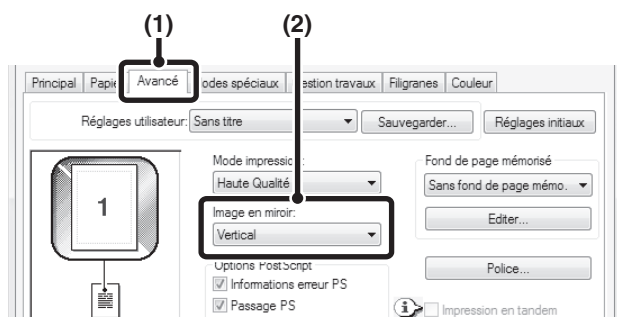 (1) (2)
Principal Papie Avancé odes spéciaux estion travaux Filigranes Couleur
Réglages utilisateur: Sans titre Sauvegarder... Réglages initiaux
Mode impression: Fond de page mémorisé
Haute Qualité Sans fond de page mémo.
1
Image en miroir:
Vertical Editer...
Options PostScript
Informations erreur PS Police...
Passage PS
Impression en tandem